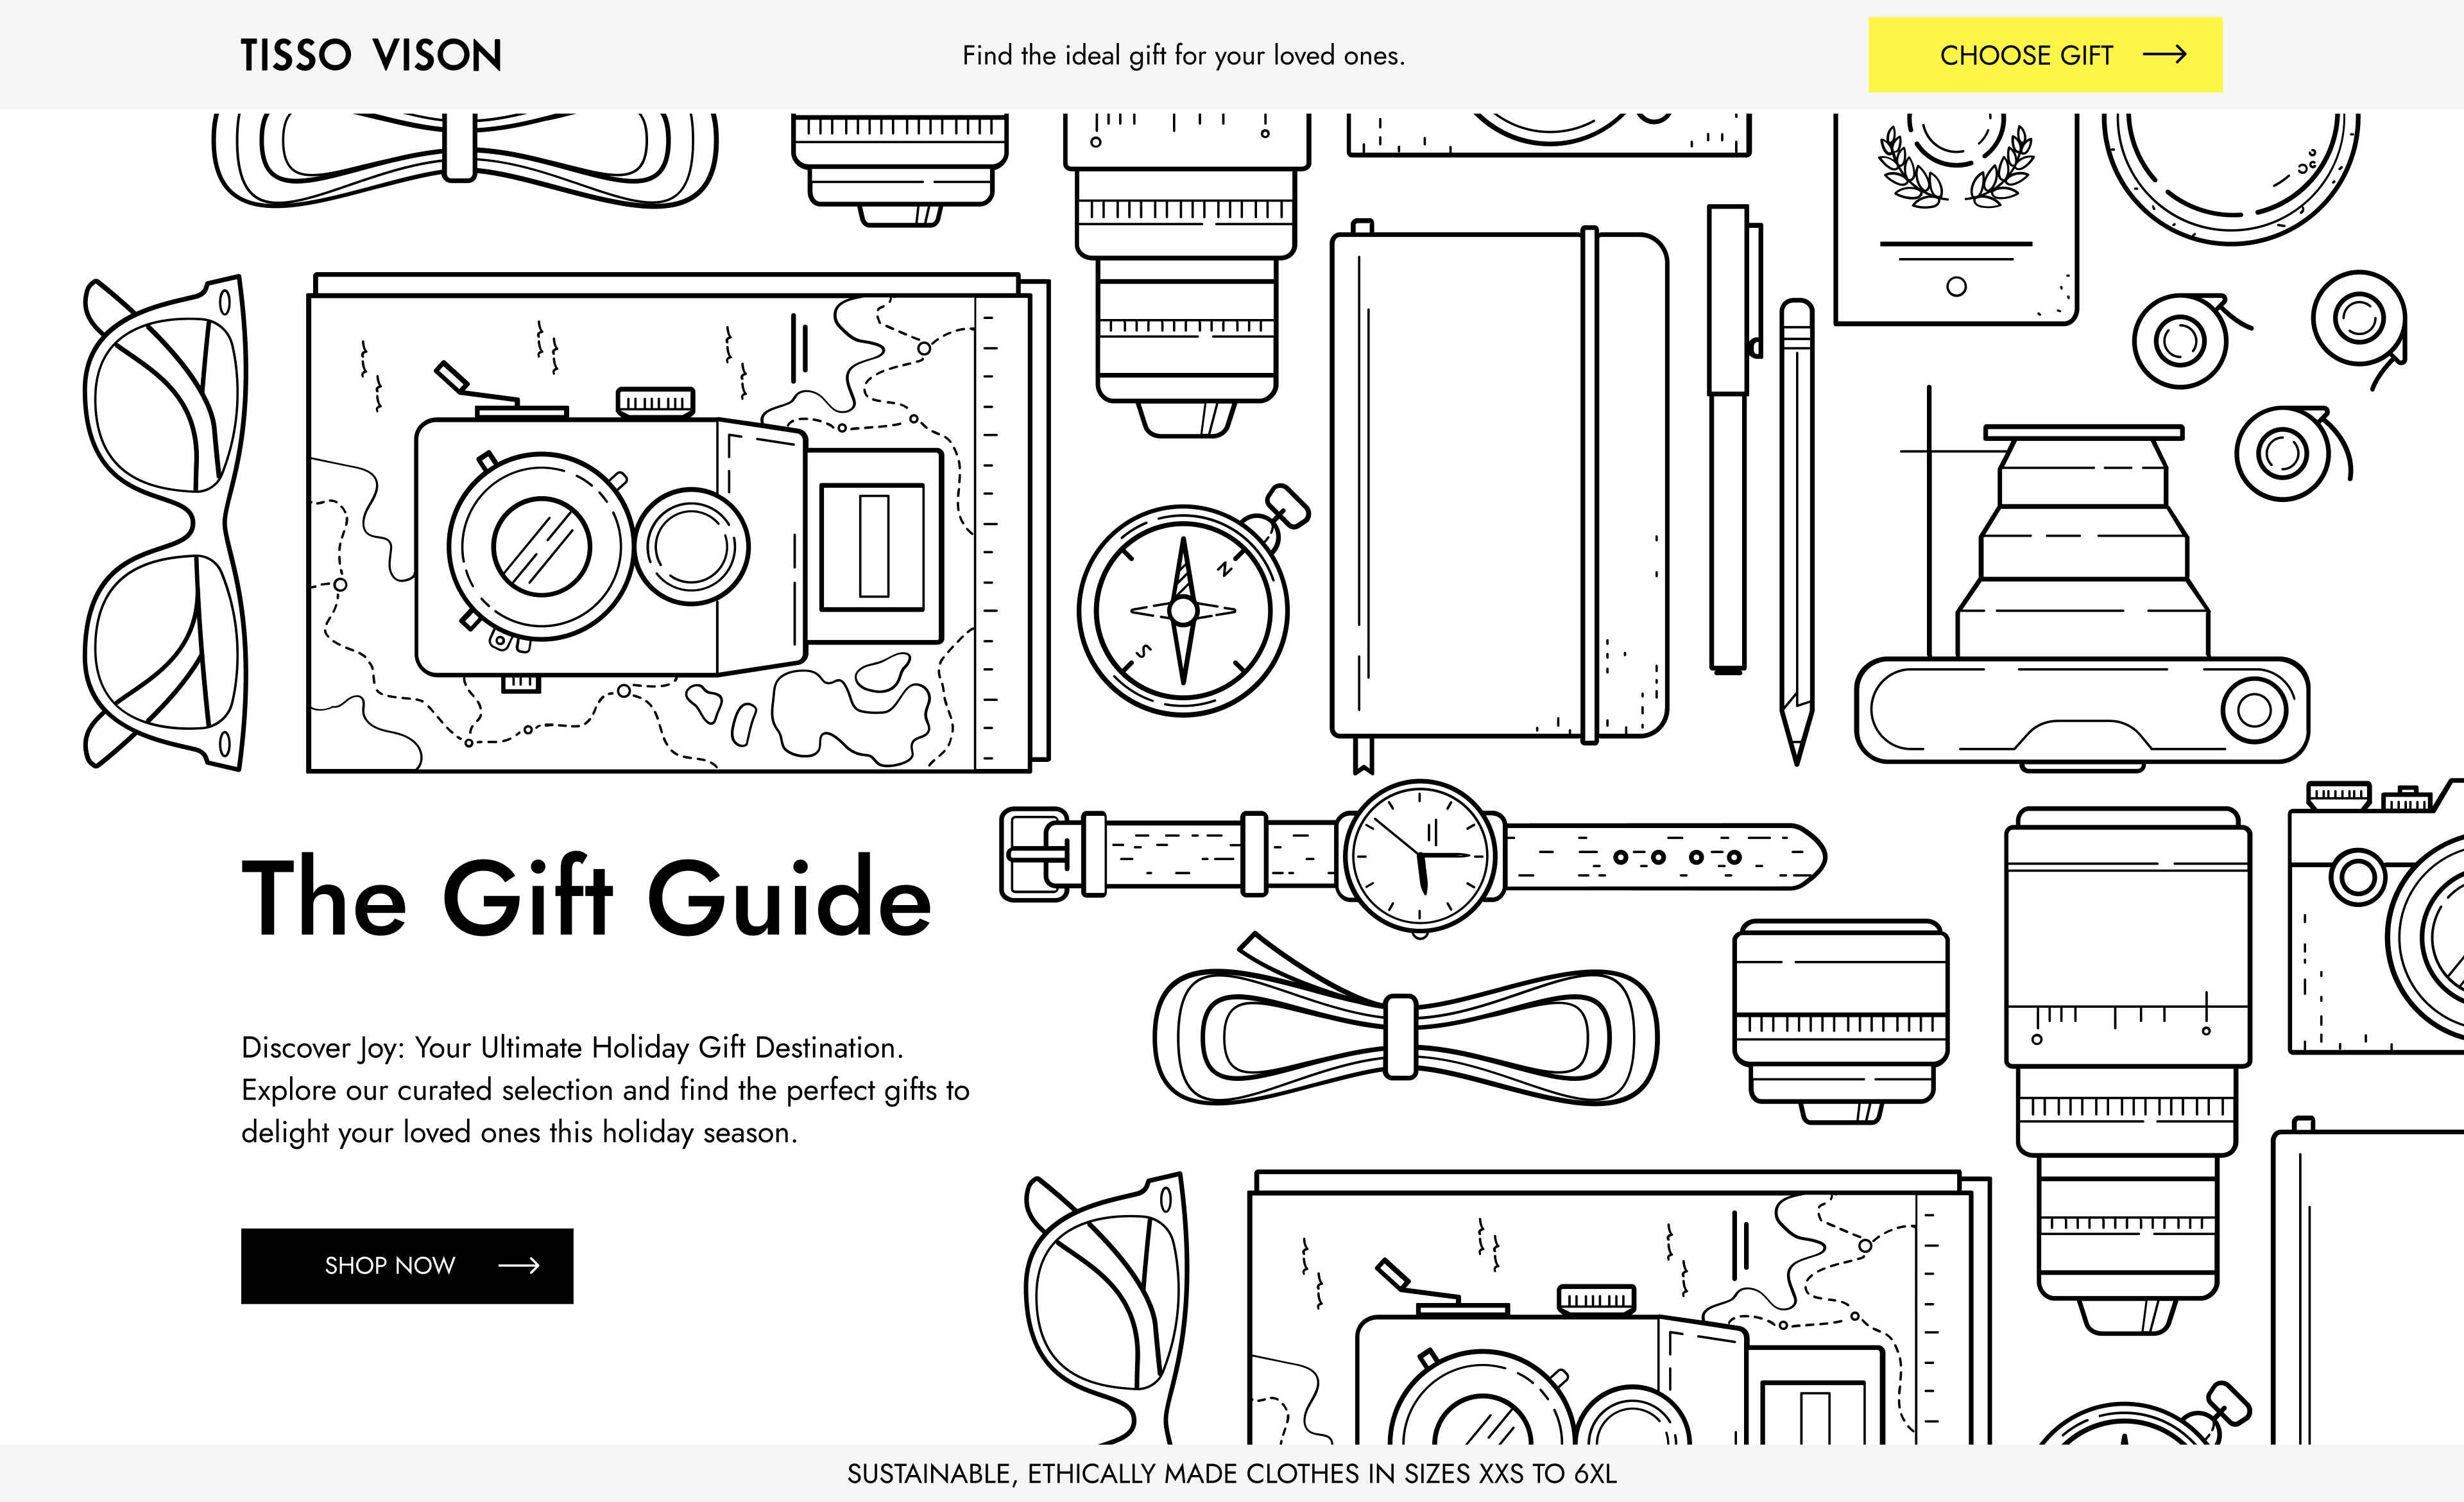 TISSO VISON
Find the ideal gift for your loved ones.
CHOOSE GIFT
N
S
The Gift Guide
Discover Joy: Your Ultimate Holiday Gift Destination.
Explore our curated selection and find the perfect gifts to
delight your loved ones this holiday season.
SHOP NOW
SUSTAINABLE, ETHICALLY MADE CLOTHES IN SIZES XXS TO 6XL